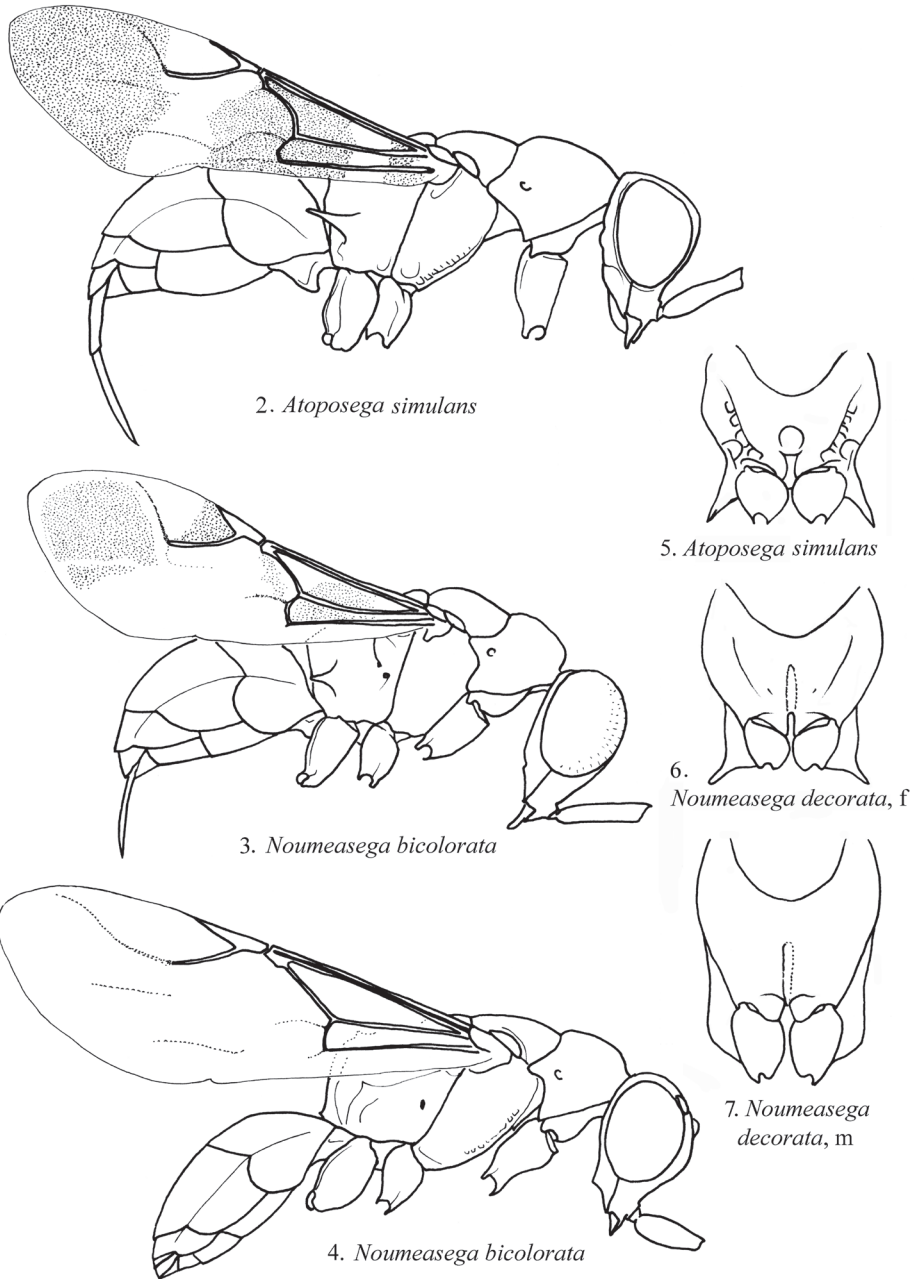 2. Atoposega simulans
5. Atoposega simulans
3. Noumeasega bicolorata
6.
Noumeasega decorata, f
7. Noumeasega
decorata, m
4. Noumeasega bicolorata